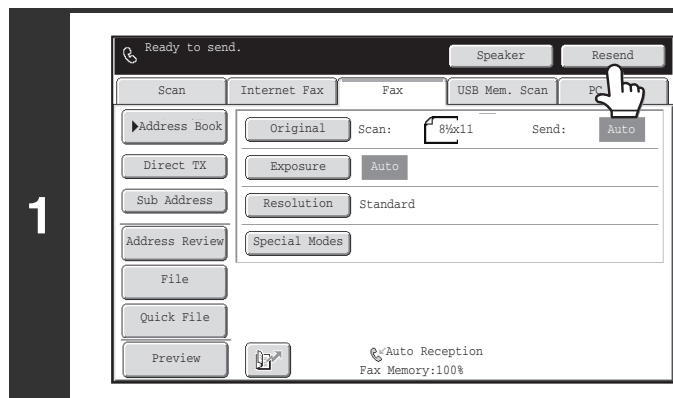 1
Ready to send.
Speaker
Resend
Scan
Internet Fax
Fax
USB Mem. Scan
PC
Address Book
Original
Scan:
8½x11
Send:
Auto
Direct TX
Exposure
Auto
Sub Address
Resolution
Standard
Address Review
Special Modes
File
Quick File
Preview
Auto Reception
Fax Memory:100%